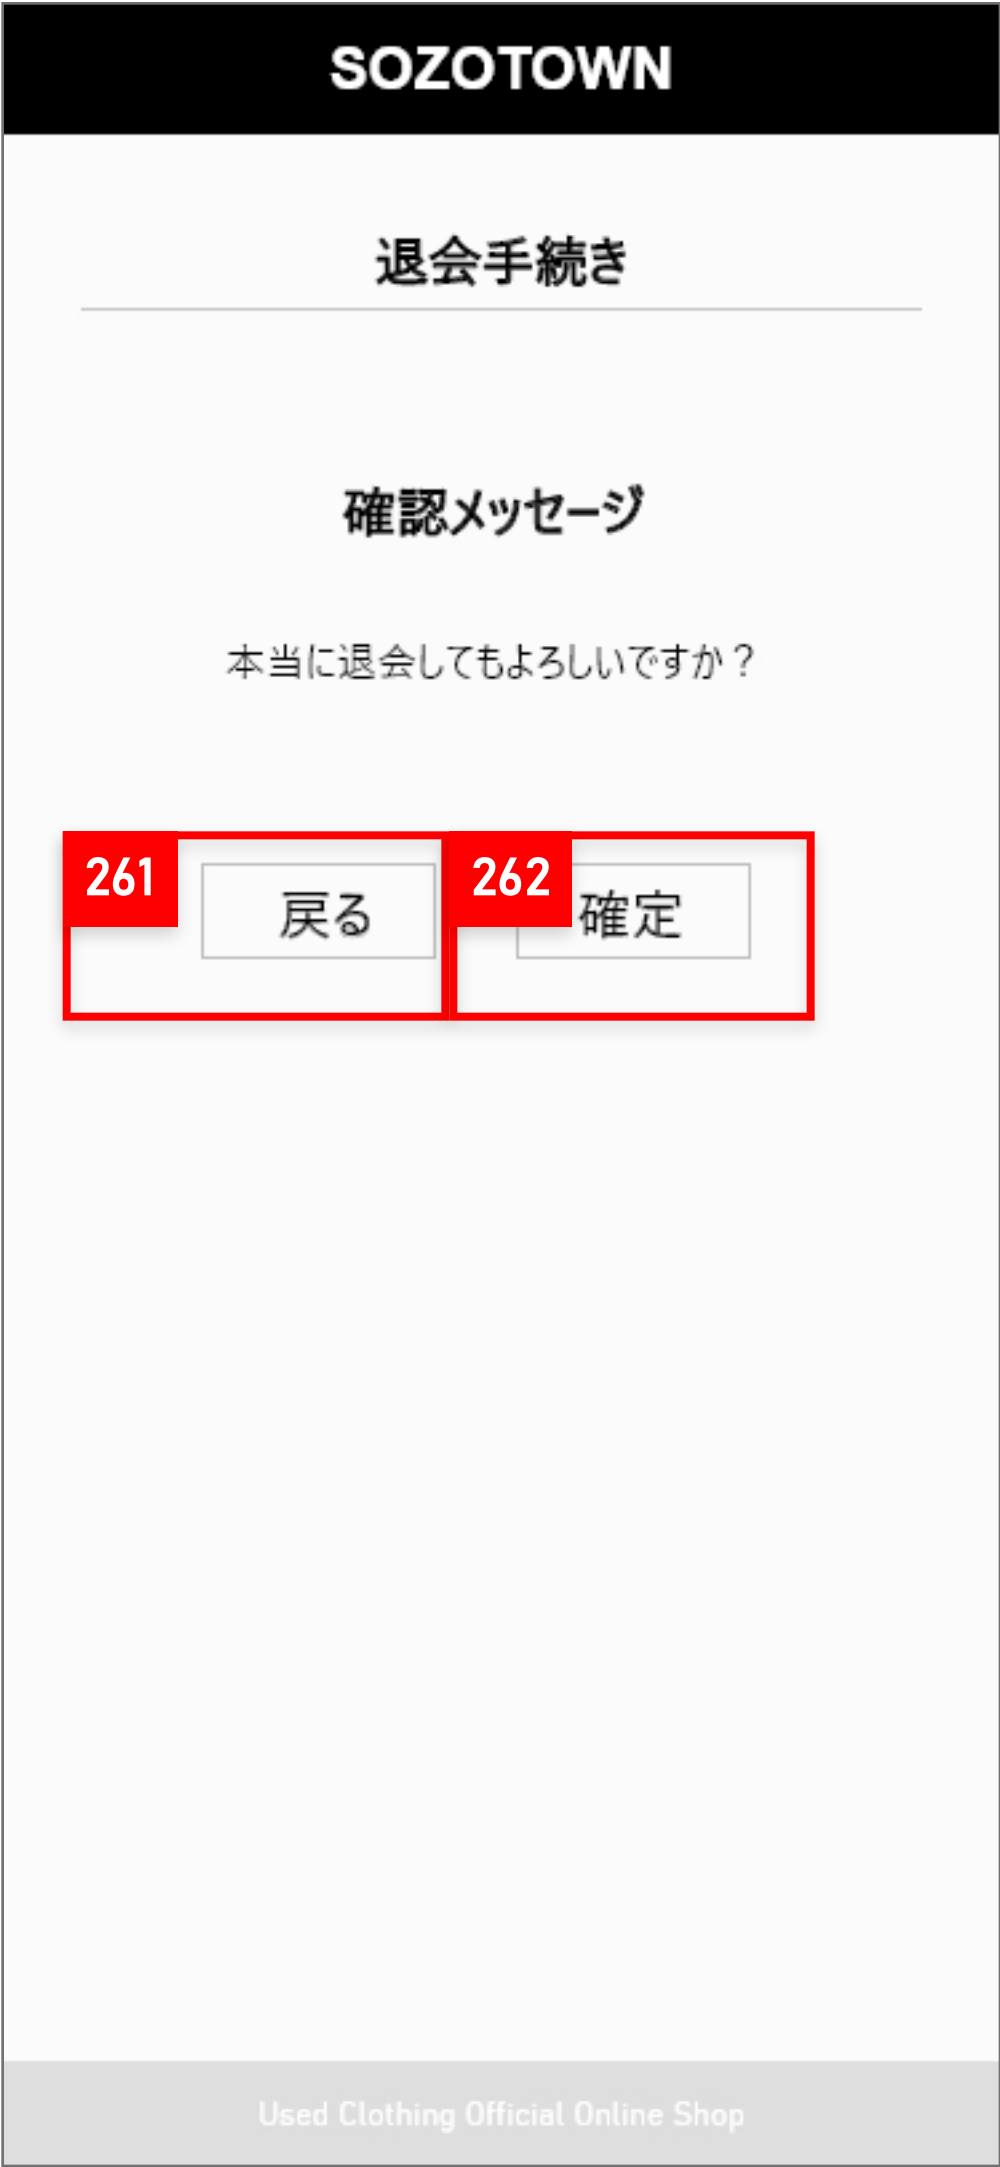 SOZOTOWN
退会手続き
確認メッセージ
本当に退会してもよろしいですか？
261 戻る 262 確定
Used Clothing Official Online Shop